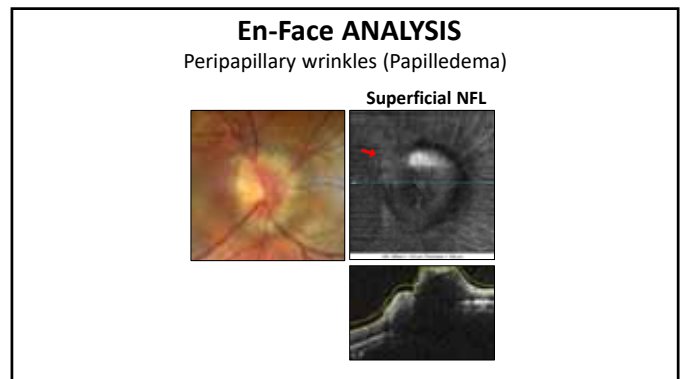 En-Face ANALYSIS
Peripapillary wrinkles (Papilledema)
Superficial NFL